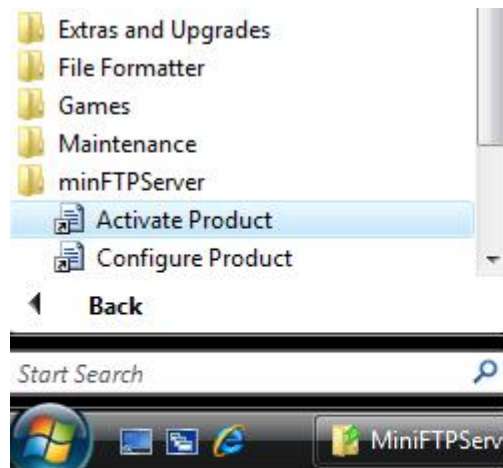 Extras and Upgrades
File Formatter
Games
Maintenance
minFTPServer
Activate Product
Configure Product
Back
Start Search
MiniFTPServ